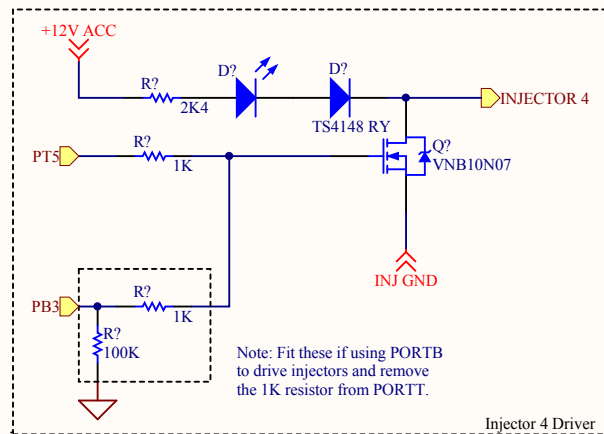 +12V ACC
R?
2K4
D?
D?
TS4148 RY
INJECTOR 4
PT5
R?
1K
Q?
VNB10N07
INJ GND
PB3
R?
1K
R?
100K
Note: Fit these if using PORTB
to drive injectors and remove
the 1K resistor from PORTT.
Injector 4 Driver